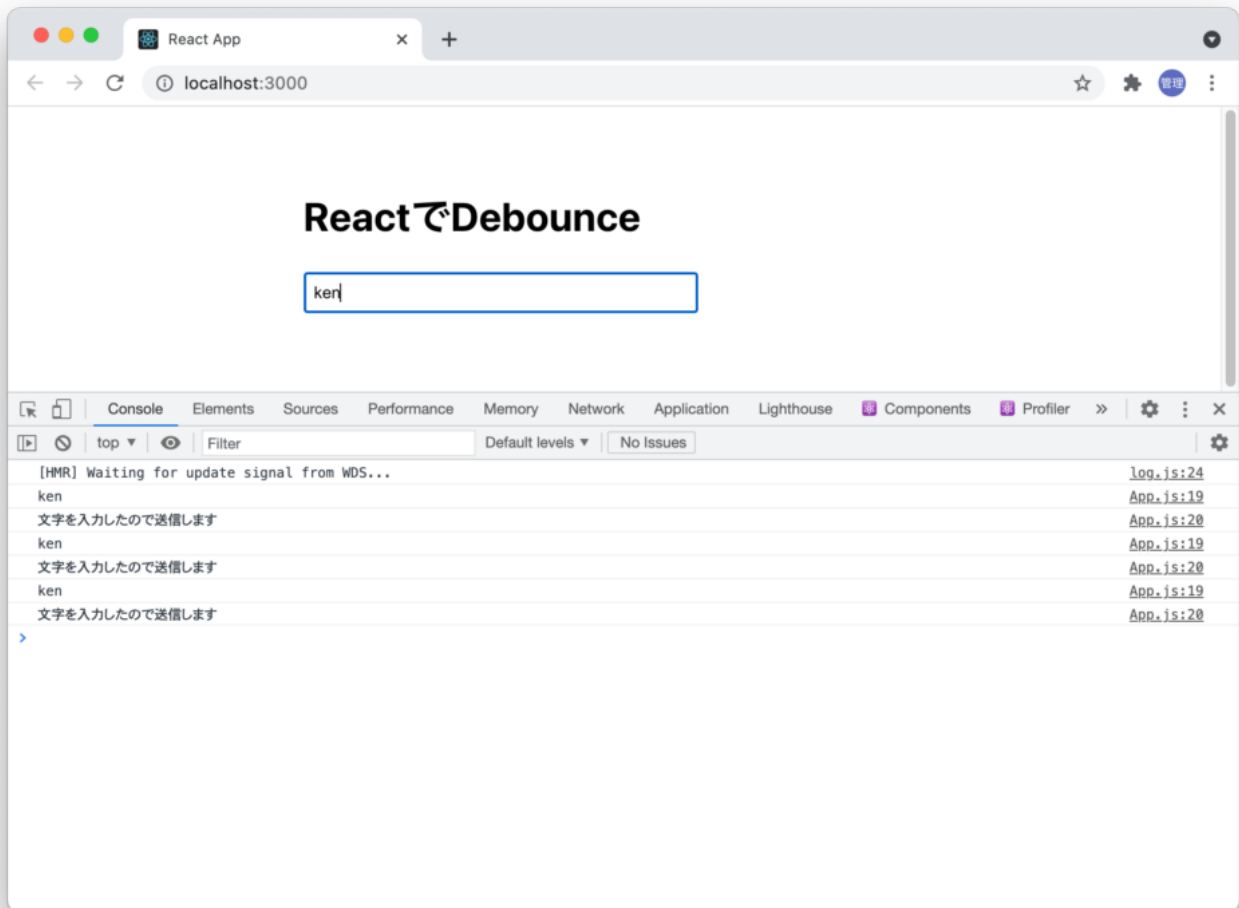 React App
localhost:3000
管理
ReactでDebounce
ken
Console Elements Sources Performance Memory Network Application Lighthouse Components Profiler »
top ▼ Filter Default levels ▼ No Issues
[HMR] Waiting for update signal from WDS... log.js:24
ken App.js:19
文字を入力したので送信します App.js:20
ken App.js:19
文字を入力したので送信します App.js:20
ken App.js:19
文字を入力したので送信します App.js:20
>